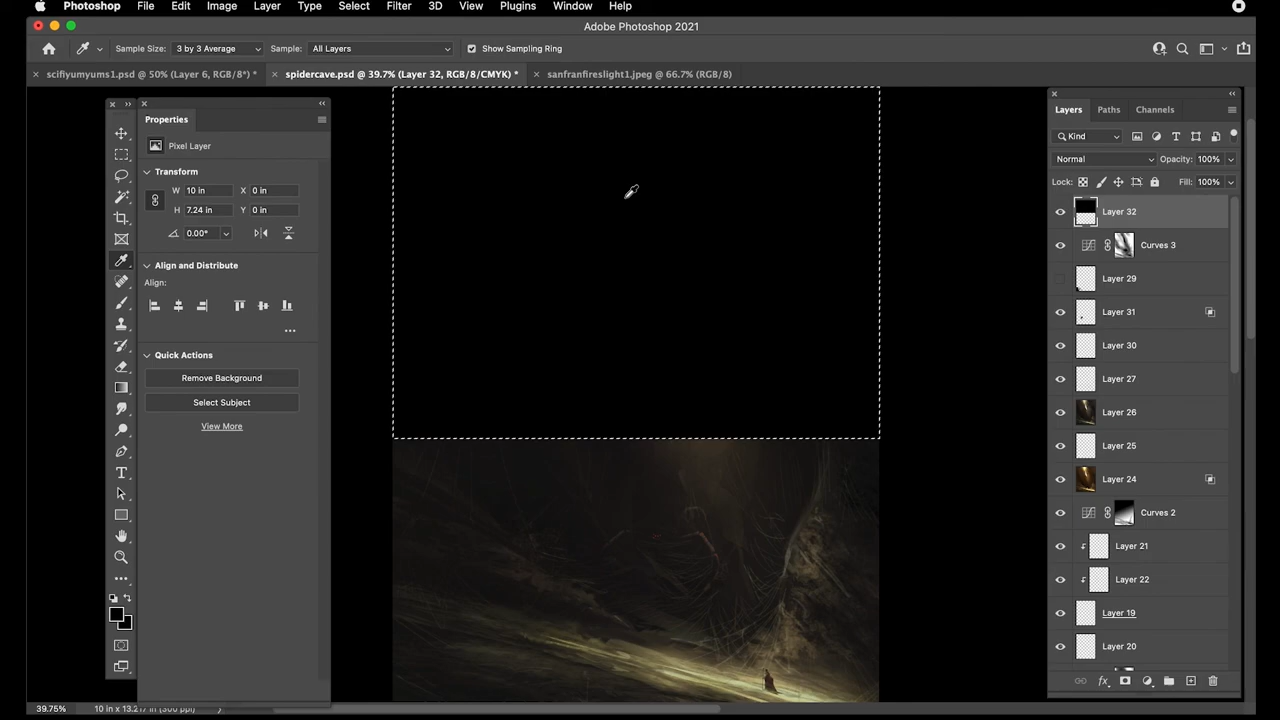 Photoshop File Edit Image Layer Type Select Filter 3D View Plugins Window Help
Adobe Photoshop 2021
Sample Size: 3 by 3 Average Sample: All Layers Show Sampling Ring
scifiyumyums1.psd @ 50% (Layer 6, RGB/8*) * spidercave.psd @ 39.7% (Layer 32, RGB/8/CMYK) * sanfranfireslight1.jpeg @ 66.7% (RGB/8)
Properties
Pixel Layer
Transform
W 10 in X 0 in
H 7.24 in Y 0 in
0.00°
Align and Distribute
Align:
Quick Actions
Remove Background
Select Subject
View More
Layers Paths Channels
Kind
Normal Opacity: 100%
Lock: Fill: 100%
Layer 32
Curves 3
Layer 29
Layer 31
Layer 30
Layer 27
Layer 26
Layer 25
Layer 24
Curves 2
Layer 21
Layer 22
Layer 19
Layer 20
39.75% 10 in x 13.217 in (300 ppi)